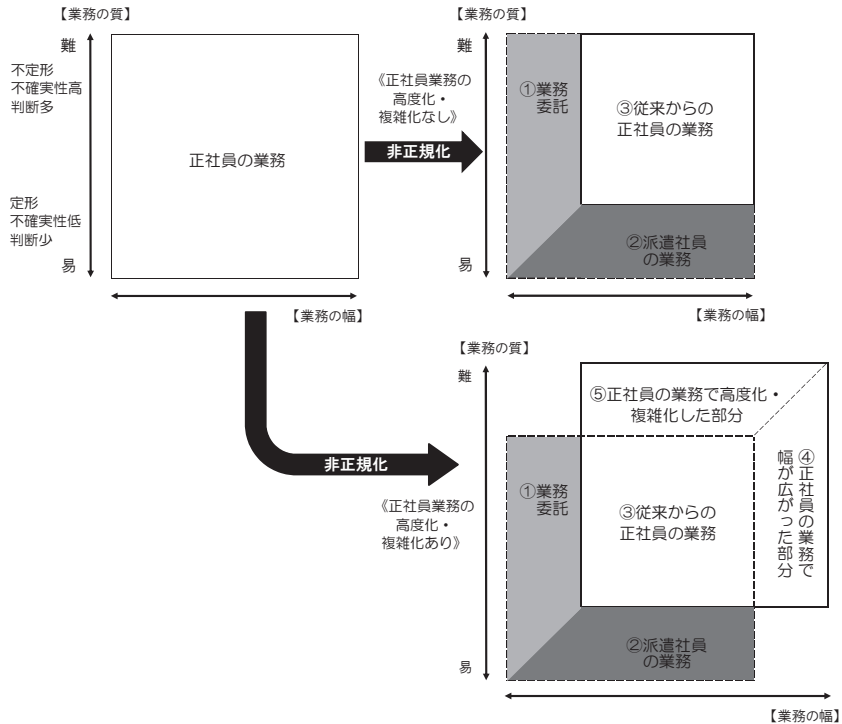 【業務の質】
難
不定形
不確実性高
判断多
正社員の業務
定形
不確実性低
判断少
易
【業務の幅】
《正社員業務の
高度化・
複雑化なし》
非正規化
【業務の質】
難
①業務
委託
③従来からの
正社員の業務
②派遣社員
の業務
易
【業務の幅】
非正規化
《正社員業務の
高度化・
複雑化あり》
【業務の質】
難
⑤正社員の業務で高度化・
複雑化した部分
④正社員の業務で
幅が広がった部分
①業務
委託
③従来からの
正社員の業務
②派遣社員
の業務
易
【業務の幅】